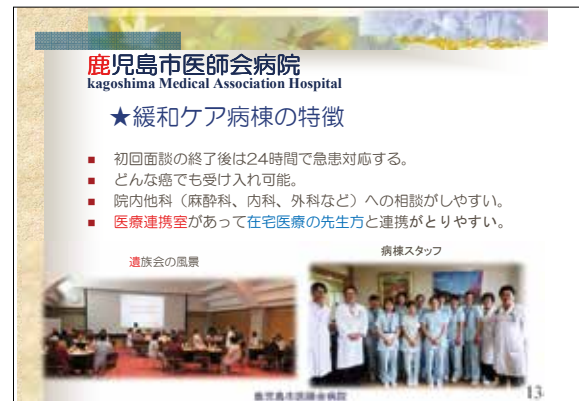 鹿児島市医師会病院
kagoshima Medical Association Hospital
★緩和ケア病棟の特徴
■ 初回面談の終了後は24時間で急患対応する。
■ どんな癌でも受け入れ可能。
■ 院内他科（麻酔科、内科、外科など）への相談がしやすい。
■ 医療連携室があって在宅医療の先生方と連携がとりやすい。
病棟スタッフ
遺族会の風景
鹿児島市医師会病院
13